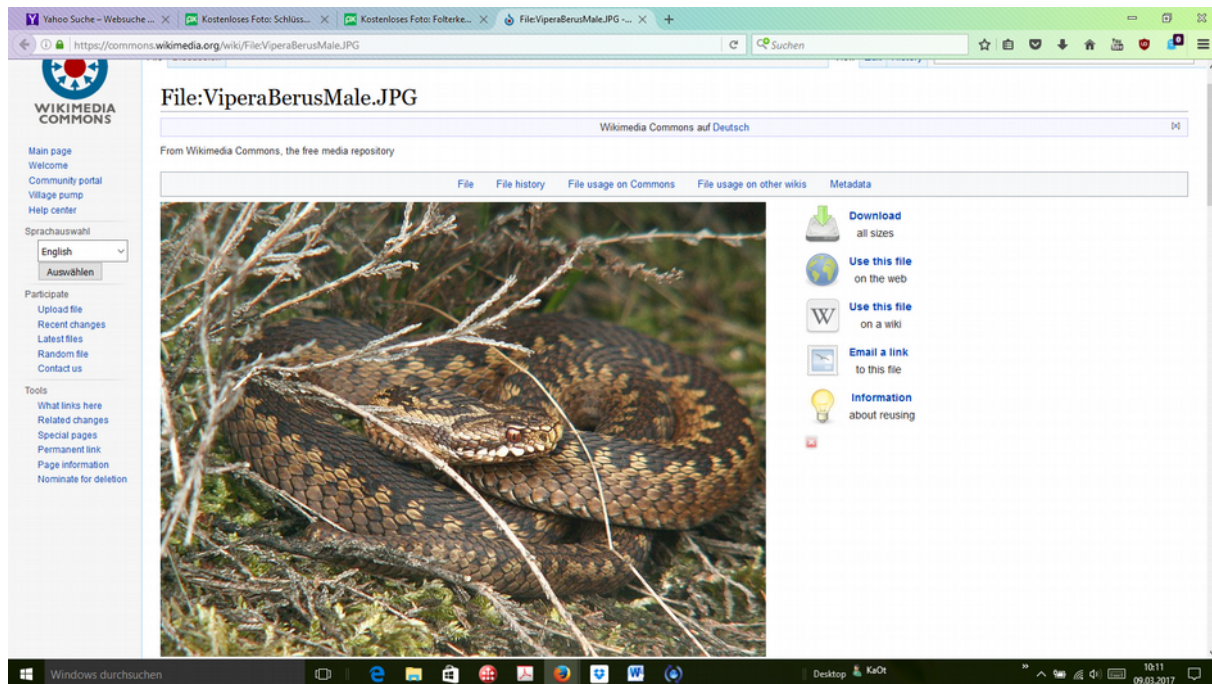 Yahoo Suche – Websuche ...
Kostenloses Foto: Schlüss...
Kostenloses Foto: Folterke...
File:ViperaBerusMale.JPG -...
https://commons.wikimedia.org/wiki/File:ViperaBerusMale.JPG
Suchen
You
0
WIKIMEDIA
COMMONS
Main page
Welcome
Community portal
Village pump
Help center
Sprachauswahl
English
Auswählen
Participate
Upload file
Recent changes
Latest files
Random file
Contact us
Tools
What links here
Related changes
Special pages
Permanent link
Page information
Nominate for deletion
File:ViperaBerusMale.JPG
Wikimedia Commons auf Deutsch
[x]
From Wikimedia Commons, the free media repository
File File history File usage on Commons File usage on other wikis Metadata
Download
all sizes
Use this file
on the web
W
Use this file
on a wiki
Email a link
to this file
Information
about reusing
Windows durchsuchen
Desktop
KaOt
10:11
09.03.2017